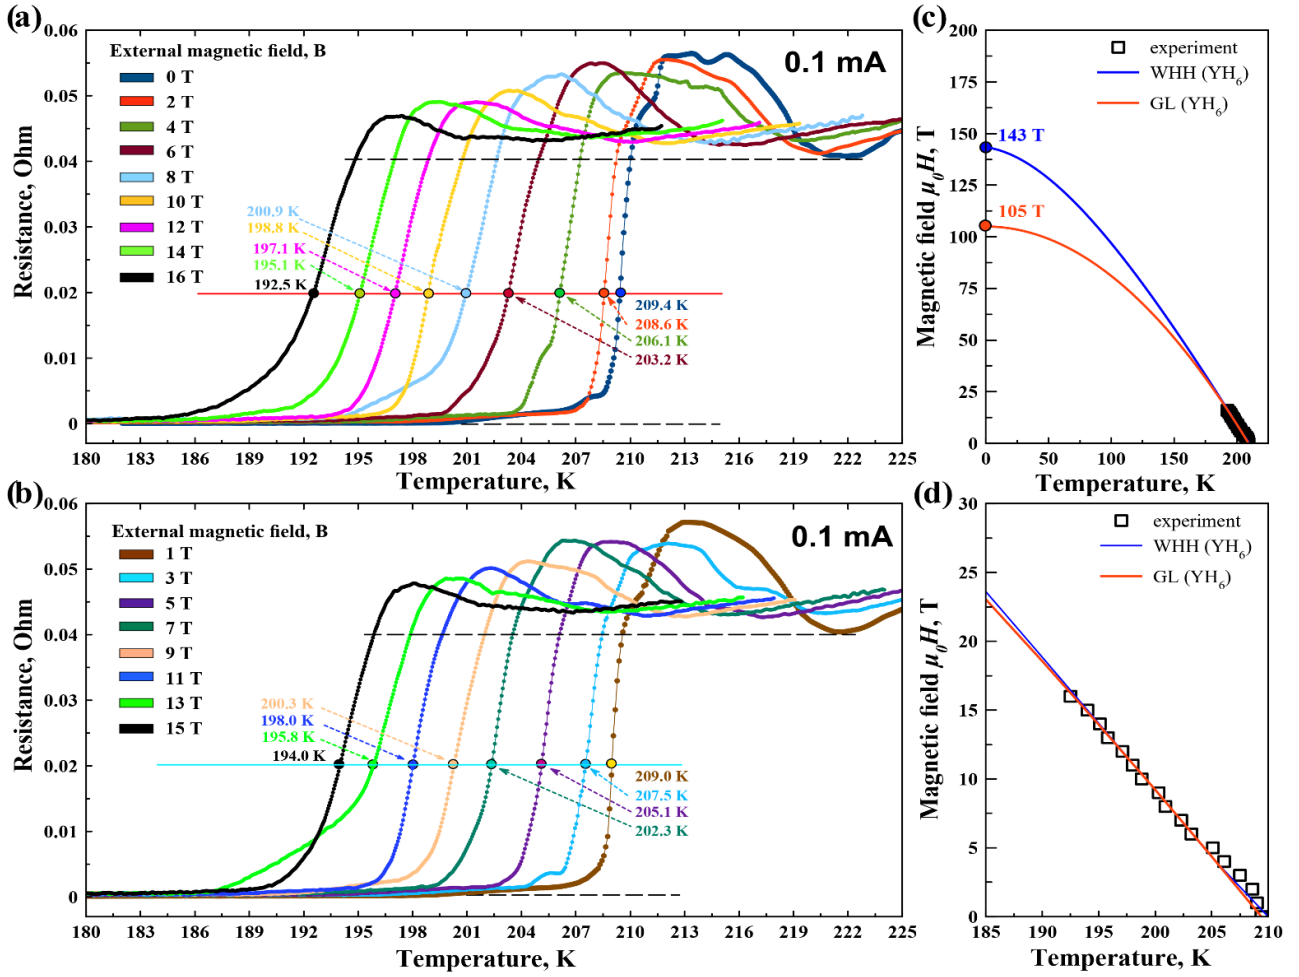 (a)
0.06
0.05
0.04
0.03
0.02
0.01
0
Resistance, Ohm
External magnetic field, B
0 T
2 T
4 T
6 T
8 T
10 T
12 T
14 T
16 T
0.1 mA
200.9 K
198.8 K
197.1 K
195.1 K
192.5 K
209.4 K
208.6 K
206.1 K
203.2 K
180 183 186 189 192 195 198 201 204 207 210 213 216 219 222 225
Temperature, K
(b)
0.06
0.05
0.04
0.03
0.02
0.01
0
Resistance, Ohm
External magnetic field, B
1 T
3 T
5 T
7 T
9 T
11 T
13 T
15 T
0.1 mA
200.3 K
198.0 K
195.8 K
194.0 K
209.0 K
207.5 K
205.1 K
202.3 K
180 183 186 189 192 195 198 201 204 207 210 213 216 219 222 225
Temperature, K
(c)
200
175
150
125
100
75
50
25
0
Magnetic field μ₀H, T
experiment
WHH (YH₆)
GL (YH₆)
143 T
105 T
0 50 100 150 200
Temperature, K
(d)
30
25
20
15
10
5
0
Magnetic field μ₀H, T
experiment
WHH (YH₆)
GL (YH₆)
185 190 195 200 205 210
Temperature, K